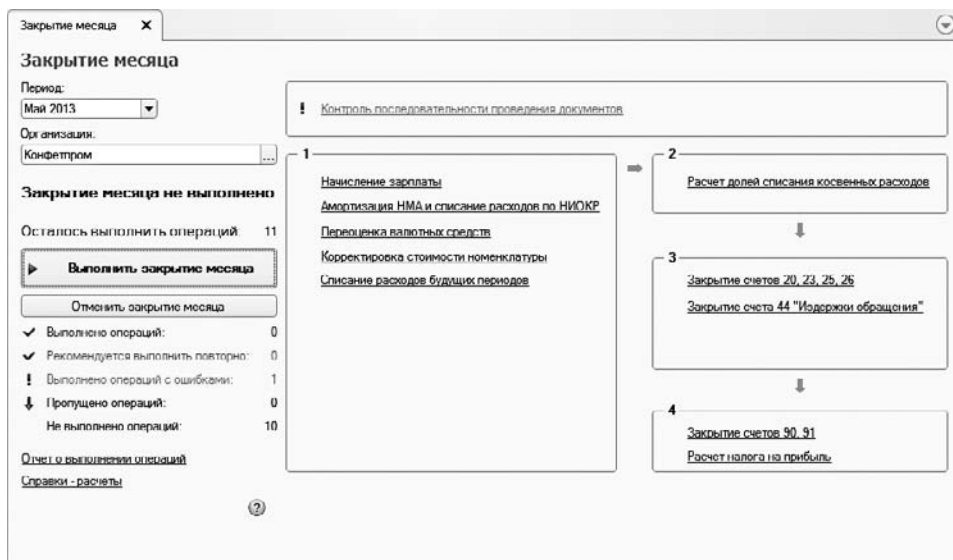 Закрытие месяца
Закрытие месяца
Период:
Май 2013
Организация:
Конфетпром
...
Закрытие месяца не выполнено
Осталось выполнить операций: 11
Выполнить закрытие месяца
Отменить закрытие месяца
Выполнено операций: 0
Рекомендуется выполнить повторно: 0
Выполнено операций с ошибками: 1
Пропущено операций: 0
Не выполнено операций: 10
Отчет о выполнении операций
Справки - расчеты
?
! Контроль последовательности проведения документов
1
Начисление зарплаты
Амортизация НМА и списание расходов по НИОКР
Переоценка валютных средств
Корректировка стоимости номенклатуры
Списание расходов будущих периодов
2
Расчет долей списания косвенных расходов
3
Закрытие счетов 20, 23, 25, 26
Закрытие счета 44 "Издержки обращения"
4
Закрытие счетов 90, 91
Расчет налога на прибыль